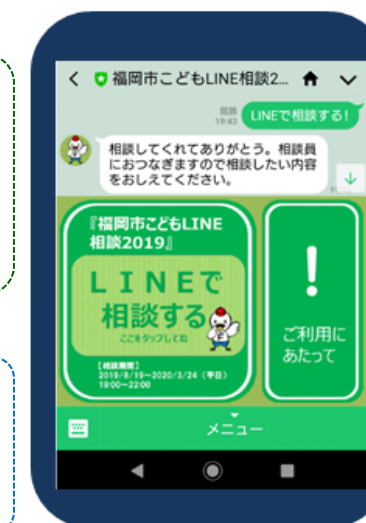 福岡市こどもLINE相談2...
既読
19:43
LINEで相談する!
相談してくれてありがとう。相談員
におつなぎますので相談したい内容
をおしえてください。
『福岡市こどもLINE
相談2019』
LINEで
相談する
ここをタップしてね
【相談期間】
2019/8/19~2020/3/24(平日)
19:00~22:00
!
ご利用に
あたって
メニュー